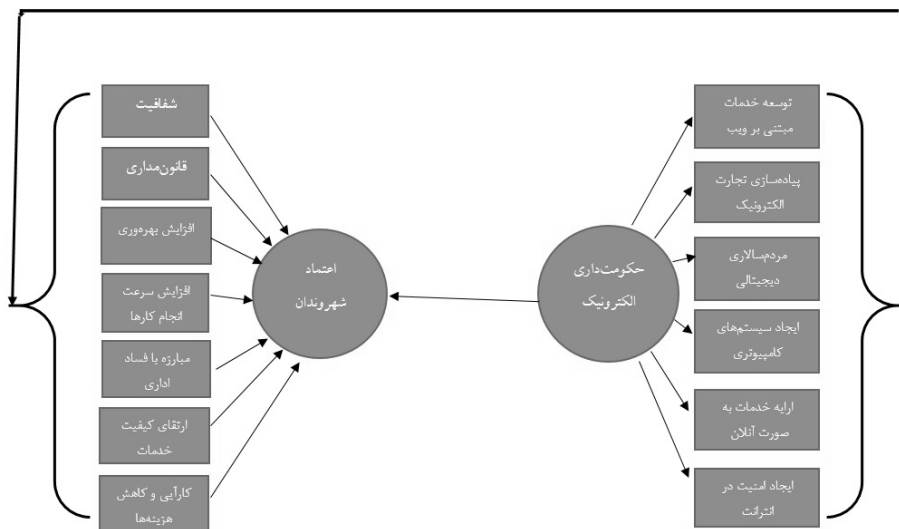 توسعه خدمات
مبتنی بر ویب
پیاده‌سازی تجارت
الکترونیک
مردم‌سالاری
دیجیتالی
ایجاد سیستم‌های
کامپیوتری
ارایه خدمات به
صورت آنلان
ایجاد امنیت در
انترانت
حکومت‌داری
الکترونیک
اعتماد
شهروندان
شفافیت
قانون‌مداری
افزایش بهره‌وری
افزایش سرعت
انجام کارها
مبارزه با فساد
اداری
ارتقای کیفیت
خدمات
کارآیی و کاهش
هزینه‌ها